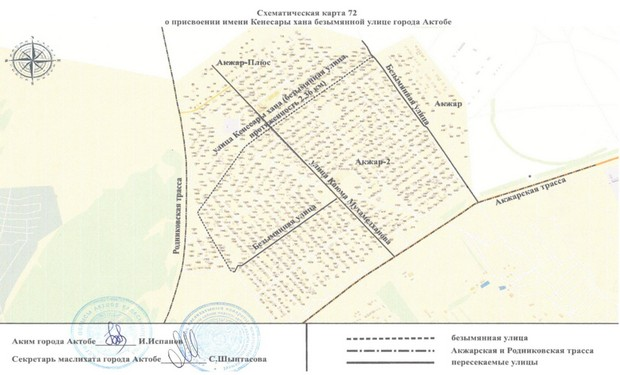 Схематическая карта 72
о присвоении имени Кенесары хана безымянной улице города Актобе
Анжар-Плюс
улица Кенесары хана (безымянная улица,
протяженность 2,36 км)
Безымянная улица
Акжар
Акжар-2
улица Каюма Мухамедханова
Безымянная улица
Родниковская трасса
Акжарская трасса
Аким города Актобе И.Испанов
Секретарь маслихата города Актобе С.Шынтасова
безымянная улица
Акжарская и Родниковская трасса
пересекаемые улицы